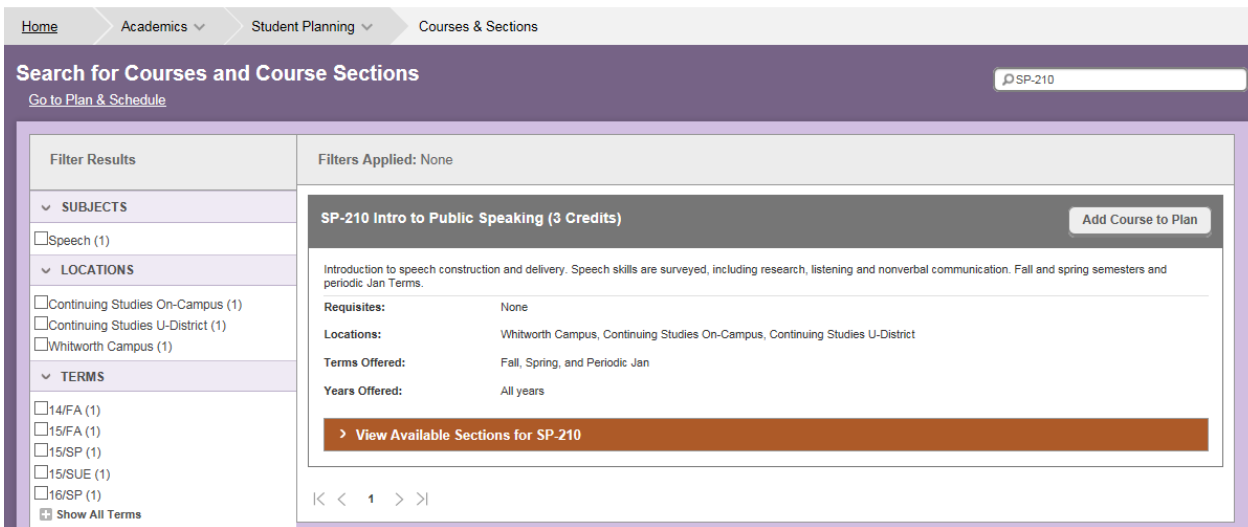 Home Academics Student Planning Courses & Sections
Search for Courses and Course Sections
SP-210
Go to Plan & Schedule
Filter Results
Filters Applied: None
SUBJECTS
Speech (1)
LOCATIONS
Continuing Studies On-Campus (1)
Continuing Studies U-District (1)
Whitworth Campus (1)
TERMS
14/FA (1)
15/FA (1)
15/SP (1)
15/SUE (1)
16/SP (1)
Show All Terms
SP-210 Intro to Public Speaking (3 Credits)
Add Course to Plan
Introduction to speech construction and delivery. Speech skills are surveyed, including research, listening and nonverbal communication. Fall and spring semesters and
periodic Jan Terms.
Requisites: None
Locations: Whitworth Campus, Continuing Studies On-Campus, Continuing Studies U-District
Terms Offered: Fall, Spring, and Periodic Jan
Years Offered: All years
View Available Sections for SP-210
1